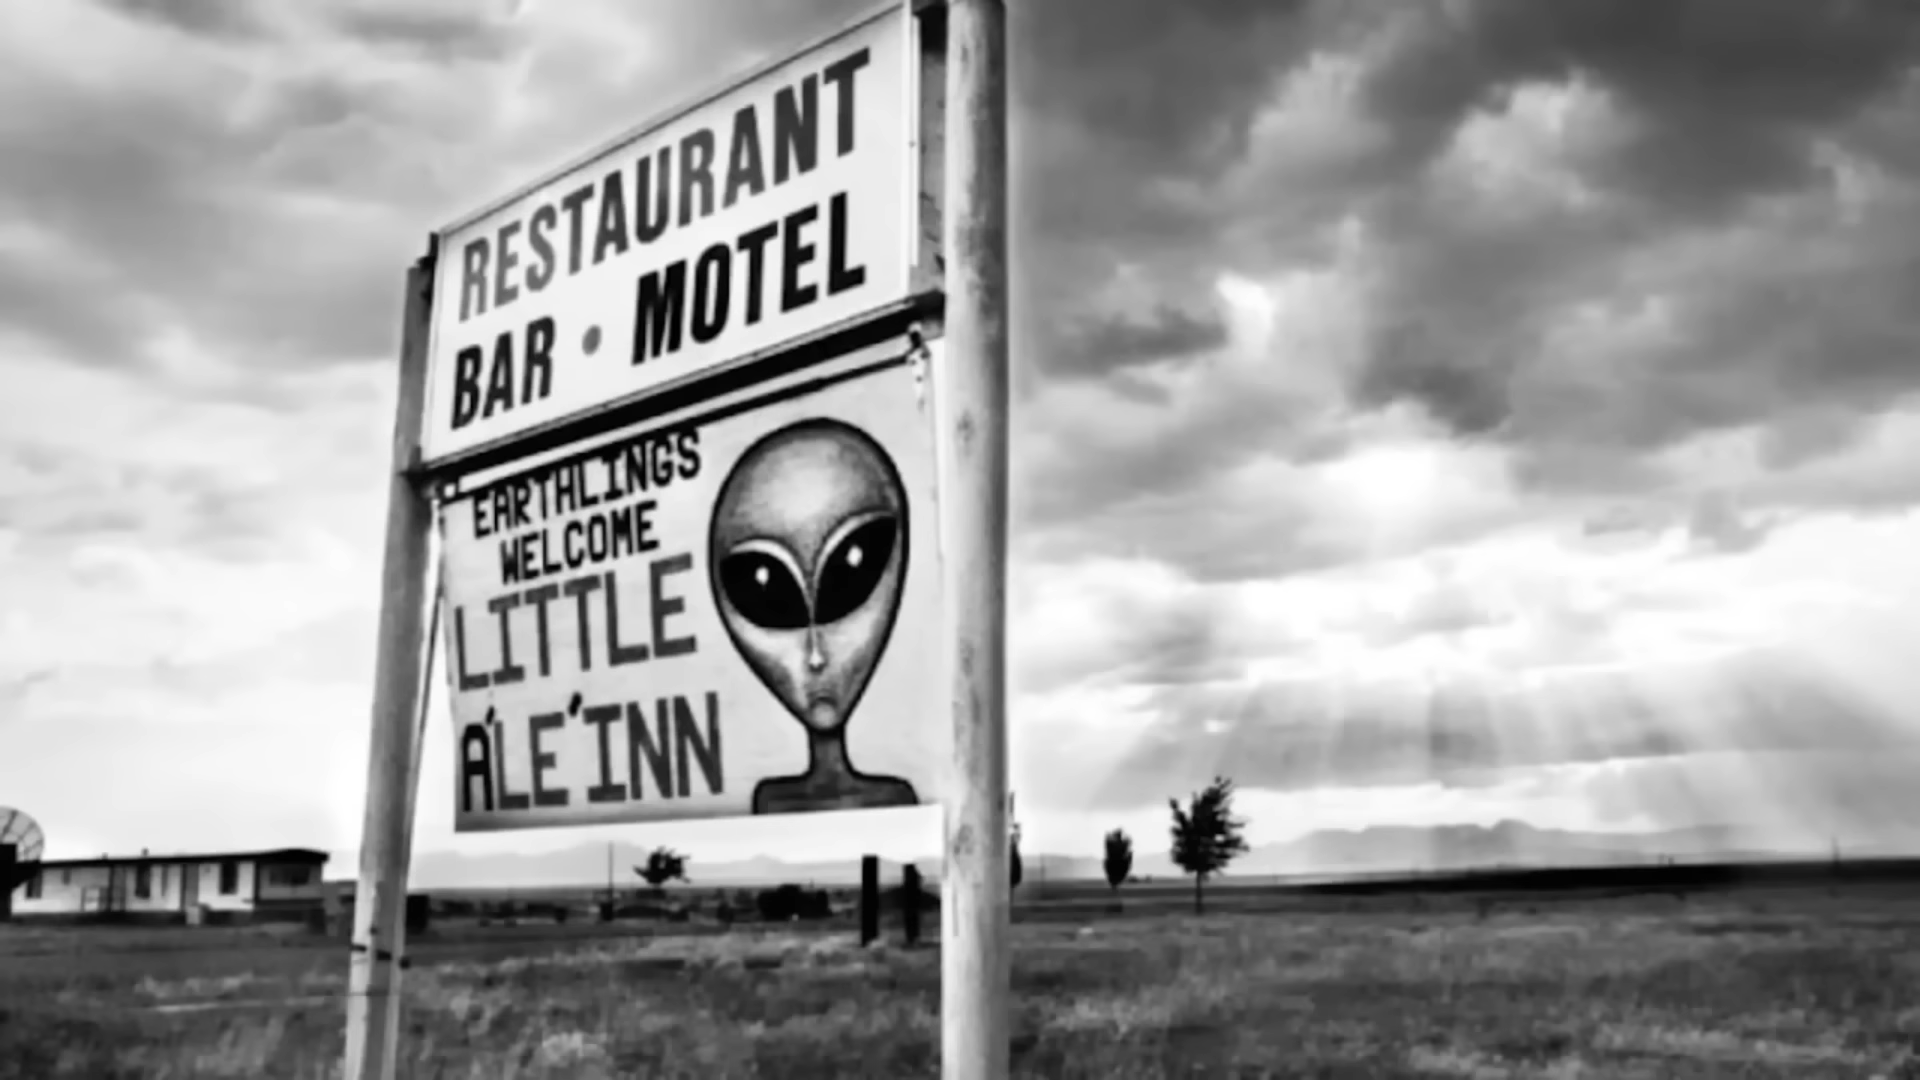 RESTAURANT
BAR • MOTEL
EARTHLINGS
WELCOME
LITTLE
A'LE'INN